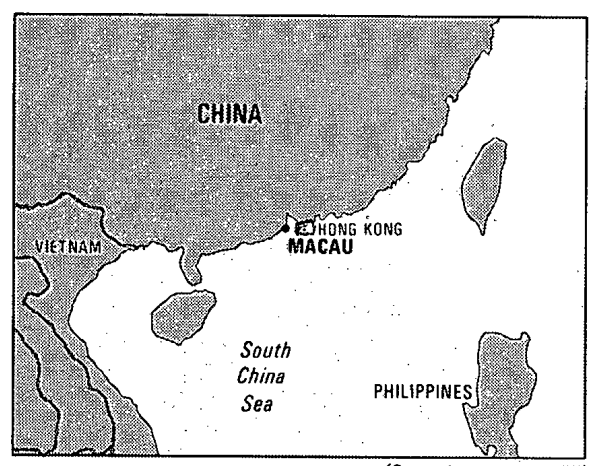 CHINA
HONG KONG
MACAU
VIETNAM
South
China
Sea
PHILIPPINES